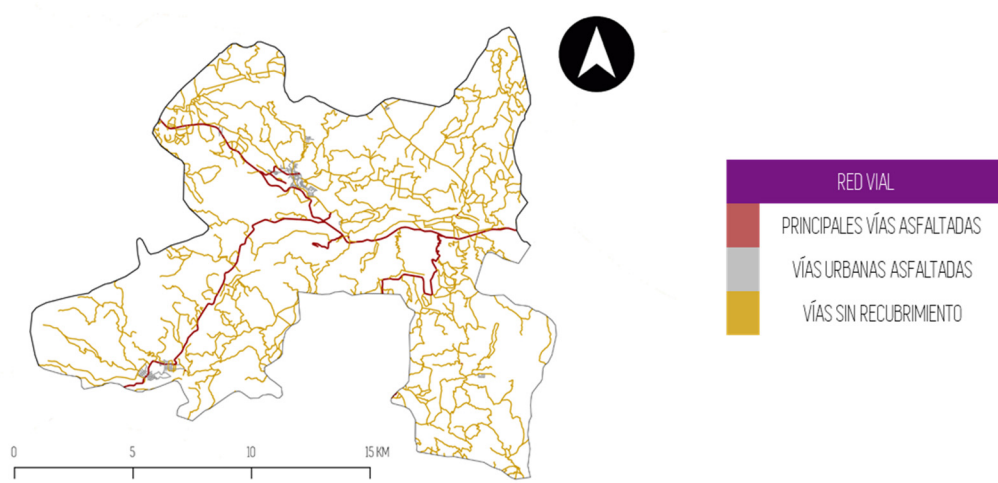 RED VIAL
PRINCIPALES VÍAS ASFALTADAS
VÍAS URBANAS ASFALTADAS
VÍAS SIN RECUBRIMIENTO
0 5 10 15 KM